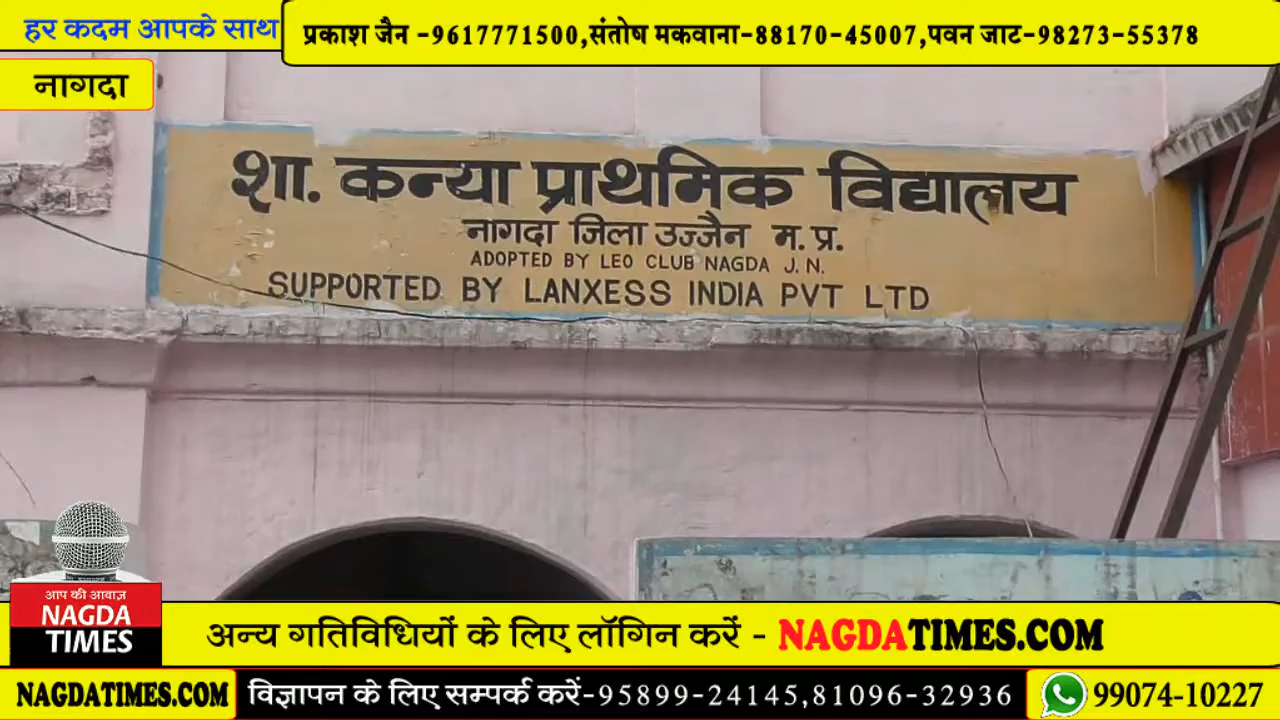 हर कदम आपके साथ
प्रकाश जैन -9617771500,संतोष मकवाना-88170-45007,पवन जाट-98273-55378
नागदा
शा. कन्या प्राथमिक विद्यालय
नागदा जिला उज्जैन म. प्र.
ADOPTED BY LEO CLUB NAGDA J.N.
SUPPORTED BY LANXESS INDIA PVT LTD
आप की आवाज़
NAGDA
TIMES
अन्य गतिविधियों के लिए लॉगिन करें - NAGDATIMES.COM
NAGDATIMES.COM
विज्ञापन के लिए सम्पर्क करें-95899-24145,81096-32936
99074-10227